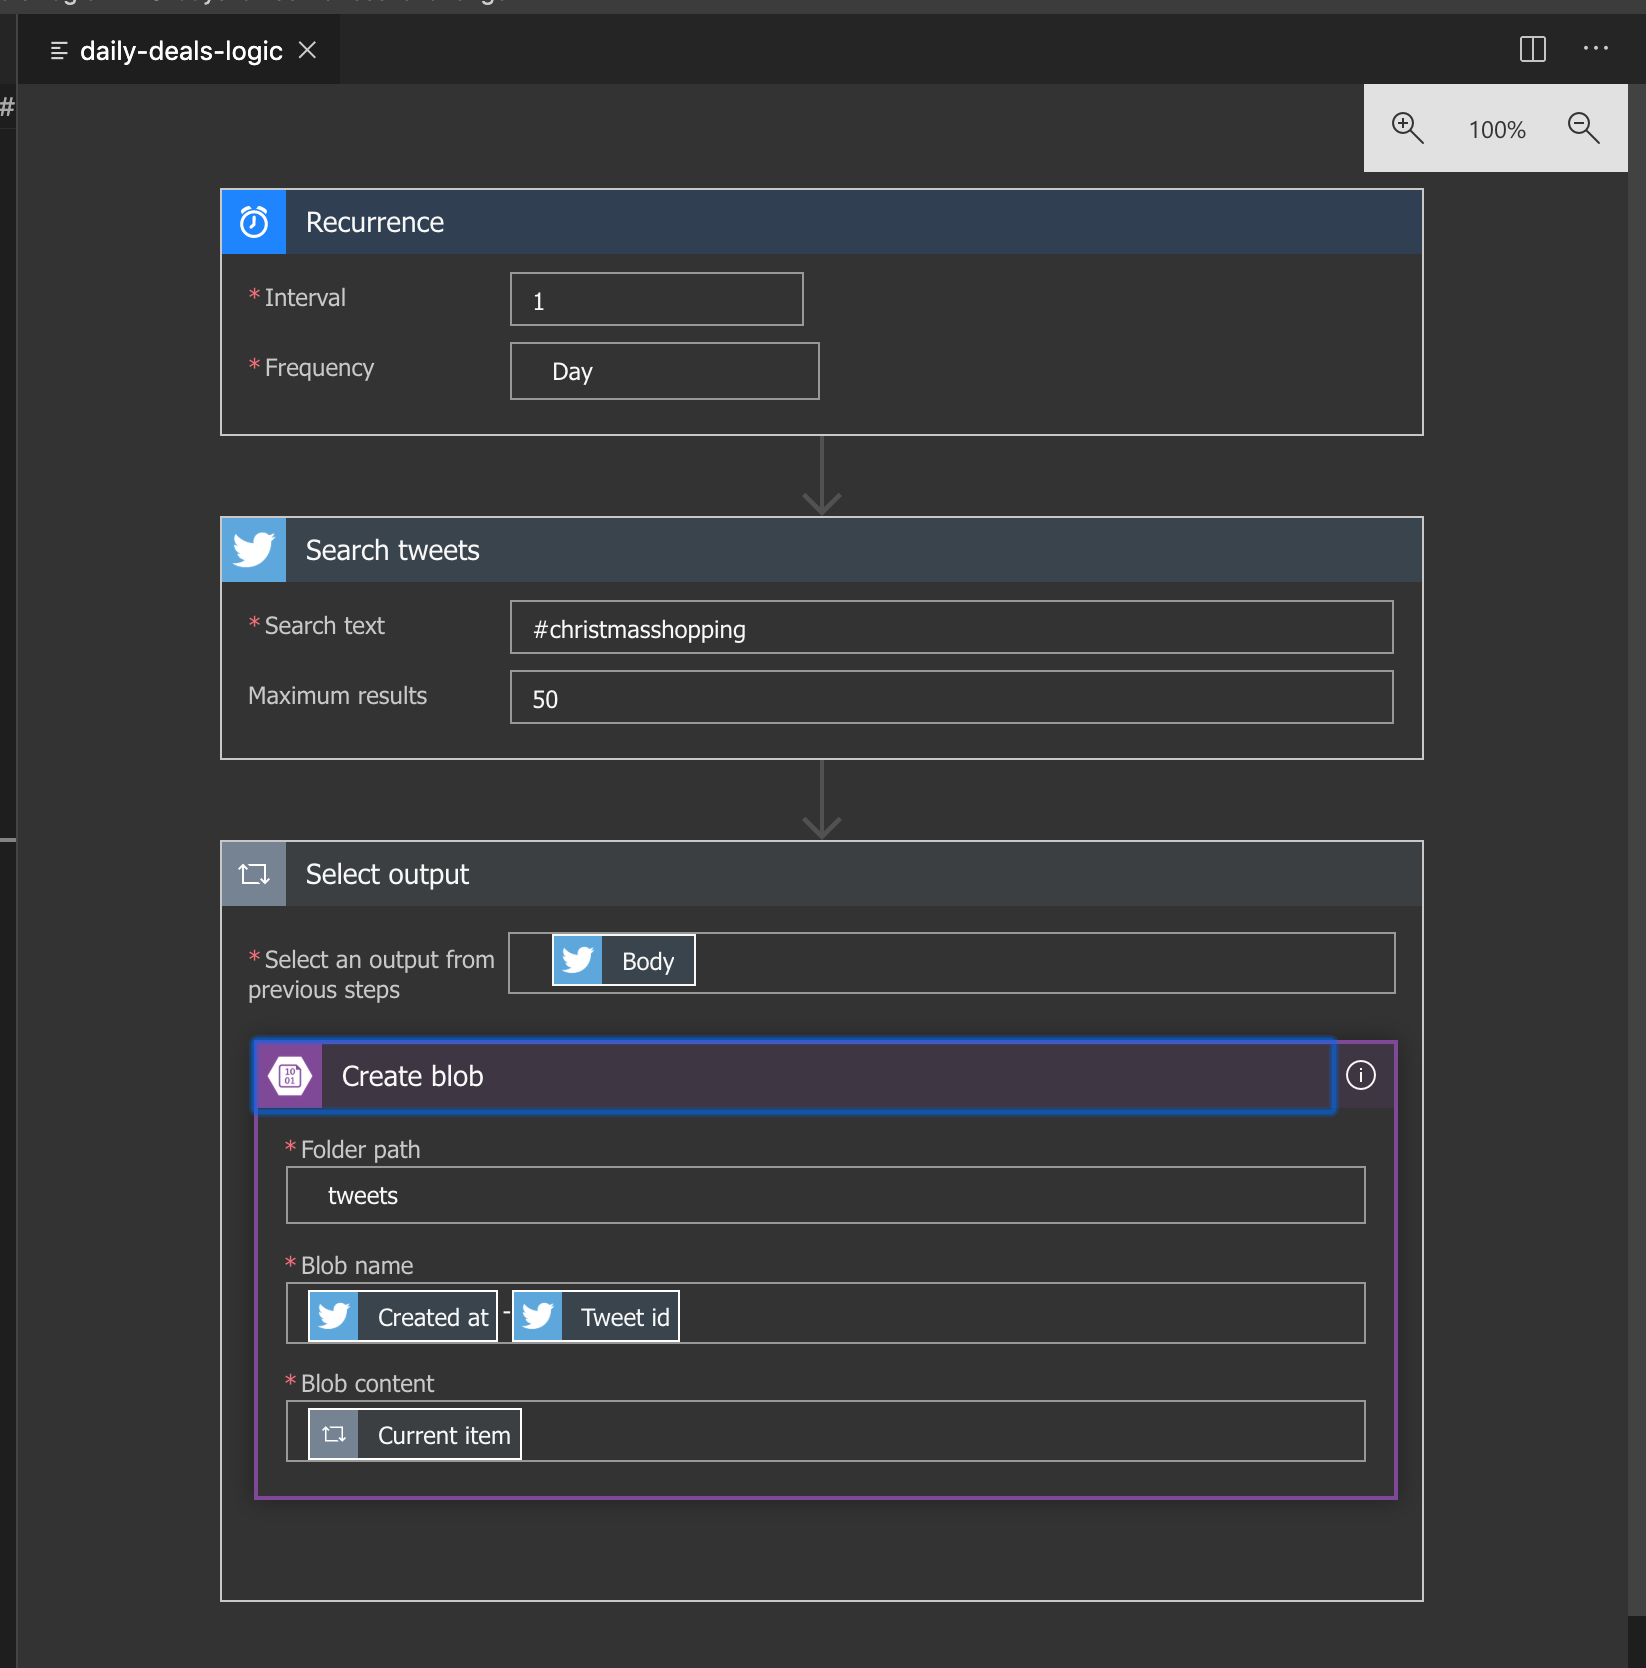 daily-deals-logic
#
100%
Recurrence
* Interval
1
* Frequency
Day
Search tweets
* Search text
#christmasshopping
Maximum results
50
Select output
* Select an output from
previous steps
Body
Create blob
* Folder path
tweets
* Blob name
Created at - Tweet id
* Blob content
Current item